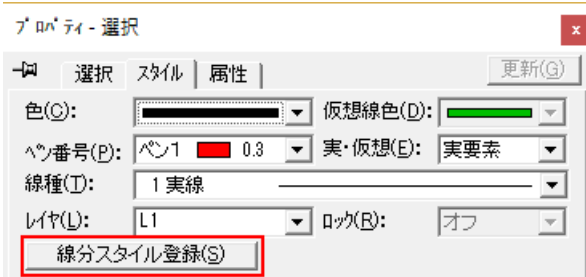 ﾌﾟﾛﾊﾟﾃｨ - 選択
x
選択 ｽﾀｲﾙ 属性 更新(G)
色(C): 仮想線色(D):
ﾍﾟﾝ番号(P): ﾍﾟﾝ1 0.3 実・仮想(E): 実要素
線種(T): 1 実線
ﾚｲﾔ(L): L1 ﾛｯｸ(R): オフ
線分スタイル登録(S)